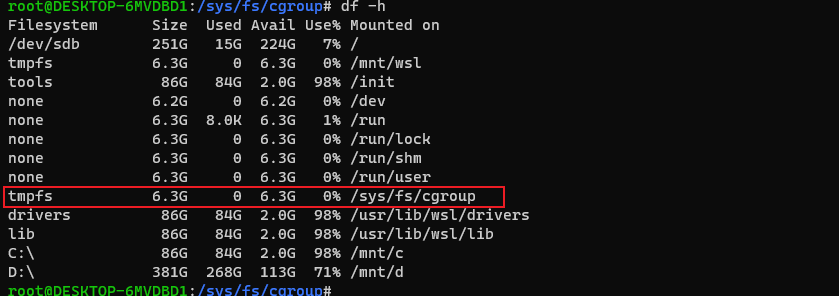 root@DESKTOP-6MVDBD1:/sys/fs/cgroup# df -h
Filesystem      Size  Used Avail Use% Mounted on
/dev/sdb        251G   15G  224G   7% /
tmpfs           6.3G     0  6.3G   0% /mnt/wsl
tools            86G   84G  2.0G  98% /init
none            6.2G     0  6.2G   0% /dev
none            6.3G  8.0K  6.3G   1% /run
none            6.3G     0  6.3G   0% /run/lock
none            6.3G     0  6.3G   0% /run/shm
none            6.3G     0  6.3G   0% /run/user
tmpfs           6.3G     0  6.3G   0% /sys/fs/cgroup
drivers          86G   84G  2.0G  98% /usr/lib/wsl/drivers
lib              86G   84G  2.0G  98% /usr/lib/wsl/lib
C:\              86G   84G  2.0G  98% /mnt/c
D:\             381G  268G  113G  71% /mnt/d
root@DESKTOP-6MVDBD1:/sys/fs/cgroup#